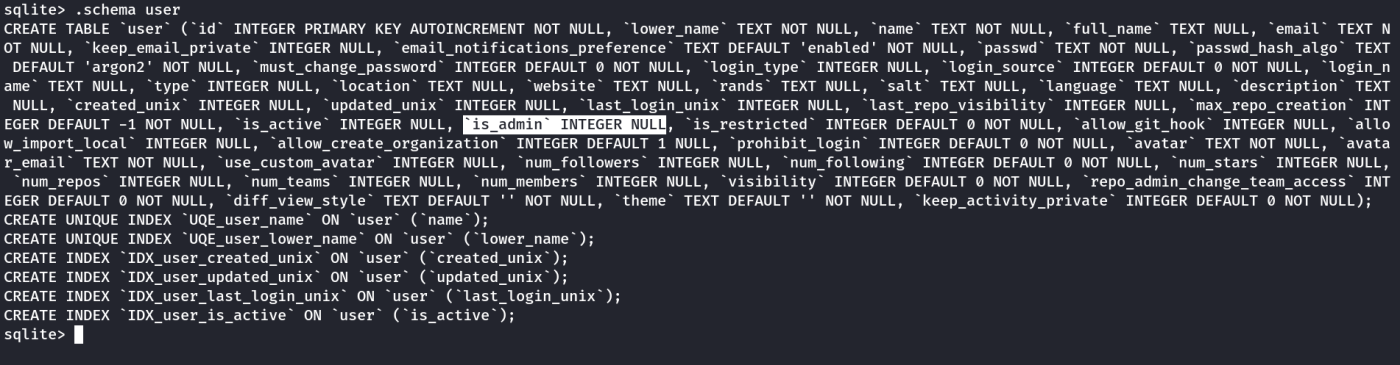 sqlite> .schema user
CREATE TABLE `user` (`id` INTEGER PRIMARY KEY AUTOINCREMENT NOT NULL, `lower_name` TEXT NOT NULL, `name` TEXT NOT NULL, `full_name` TEXT NULL, `email` TEXT N
OT NULL, `keep_email_private` INTEGER NULL, `email_notifications_preference` TEXT DEFAULT 'enabled' NOT NULL, `passwd` TEXT NOT NULL, `passwd_hash_algo` TEXT
 DEFAULT 'argon2' NOT NULL, `must_change_password` INTEGER DEFAULT 0 NOT NULL, `login_type` INTEGER NULL, `login_source` INTEGER DEFAULT 0 NOT NULL, `login_n
ame` TEXT NULL, `type` INTEGER NULL, `location` TEXT NULL, `website` TEXT NULL, `rands` TEXT NULL, `salt` TEXT NULL, `language` TEXT NULL, `description` TEXT
 NULL, `created_unix` INTEGER NULL, `updated_unix` INTEGER NULL, `last_login_unix` INTEGER NULL, `last_repo_visibility` INTEGER NULL, `max_repo_creation` INT
EGER DEFAULT -1 NOT NULL, `is_active` INTEGER NULL, `is_admin` INTEGER NULL, `is_restricted` INTEGER DEFAULT 0 NOT NULL, `allow_git_hook` INTEGER NULL, `allo
w_import_local` INTEGER NULL, `allow_create_organization` INTEGER DEFAULT 1 NULL, `prohibit_login` INTEGER DEFAULT 0 NOT NULL, `avatar` TEXT NOT NULL, `avata
r_email` TEXT NOT NULL, `use_custom_avatar` INTEGER NULL, `num_followers` INTEGER NULL, `num_following` INTEGER DEFAULT 0 NOT NULL, `num_stars` INTEGER NULL,
 `num_repos` INTEGER NULL, `num_teams` INTEGER NULL, `num_members` INTEGER NULL, `visibility` INTEGER DEFAULT 0 NOT NULL, `repo_admin_change_team_access` INT
EGER DEFAULT 0 NOT NULL, `diff_view_style` TEXT DEFAULT '' NOT NULL, `theme` TEXT DEFAULT '' NOT NULL, `keep_activity_private` INTEGER DEFAULT 0 NOT NULL);
CREATE UNIQUE INDEX `UQE_user_name` ON `user` (`name`);
CREATE UNIQUE INDEX `UQE_user_lower_name` ON `user` (`lower_name`);
CREATE INDEX `IDX_user_created_unix` ON `user` (`created_unix`);
CREATE INDEX `IDX_user_updated_unix` ON `user` (`updated_unix`);
CREATE INDEX `IDX_user_last_login_unix` ON `user` (`last_login_unix`);
CREATE INDEX `IDX_user_is_active` ON `user` (`is_active`);
sqlite>